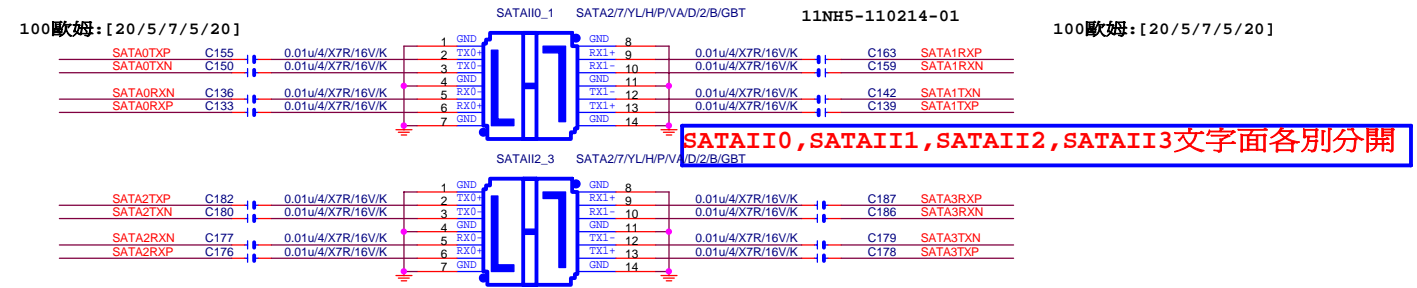 SATAII0_1 SATA2/7/YL/H/P/VA/D/2/B/GBT 11NH5-110214-01
100歐姆:[20/5/7/5/20] 100歐姆:[20/5/7/5/20]
1 GND GND 8
SATA0TXP C155 0.01u/4/X7R/16V/K 2 TX0+ RX1+ 9 0.01u/4/X7R/16V/K C163 SATA1RXP
SATA0TXN C150 0.01u/4/X7R/16V/K 3 TX0- RX1- 10 0.01u/4/X7R/16V/K C159 SATA1RXN
4 GND GND 11
SATA0RXN C136 0.01u/4/X7R/16V/K 5 RX0- TX1- 12 0.01u/4/X7R/16V/K C142 SATA1TXN
SATA0RXP C133 0.01u/4/X7R/16V/K 6 RX0+ TX1+ 13 0.01u/4/X7R/16V/K C139 SATA1TXP
7 GND GND 14
SATAII0,SATAII1,SATAII2,SATAII3文字面各別分開
SATAII2_3 SATA2/7/YL/H/P/VA/D/2/B/GBT
1 GND GND 8
SATA2TXP C182 0.01u/4/X7R/16V/K 2 TX0+ RX1+ 9 0.01u/4/X7R/16V/K C187 SATA3RXP
SATA2TXN C180 0.01u/4/X7R/16V/K 3 TX0- RX1- 10 0.01u/4/X7R/16V/K C186 SATA3RXN
4 GND GND 11
SATA2RXN C177 0.01u/4/X7R/16V/K 5 RX0- TX1- 12 0.01u/4/X7R/16V/K C179 SATA3TXN
SATA2RXP C176 0.01u/4/X7R/16V/K 6 RX0+ TX1+ 13 0.01u/4/X7R/16V/K C178 SATA3TXP
7 GND GND 14